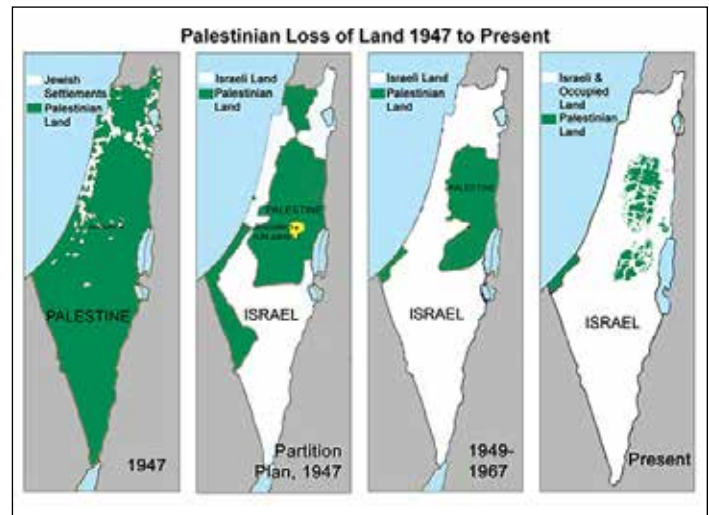 Palestinian Loss of Land 1947 to Present
Jewish
Settlements
Palestinian
Land
PALESTINE
1947
Israeli Land
Palestinian
Land
PALESTINE
ISRAEL
Partition
Plan, 1947
Israeli Land
Palestinian
Land
PALESTINE
ISRAEL
1949-
1967
Israeli &
Occupied
Land
Palestinian
Land
ISRAEL
Present